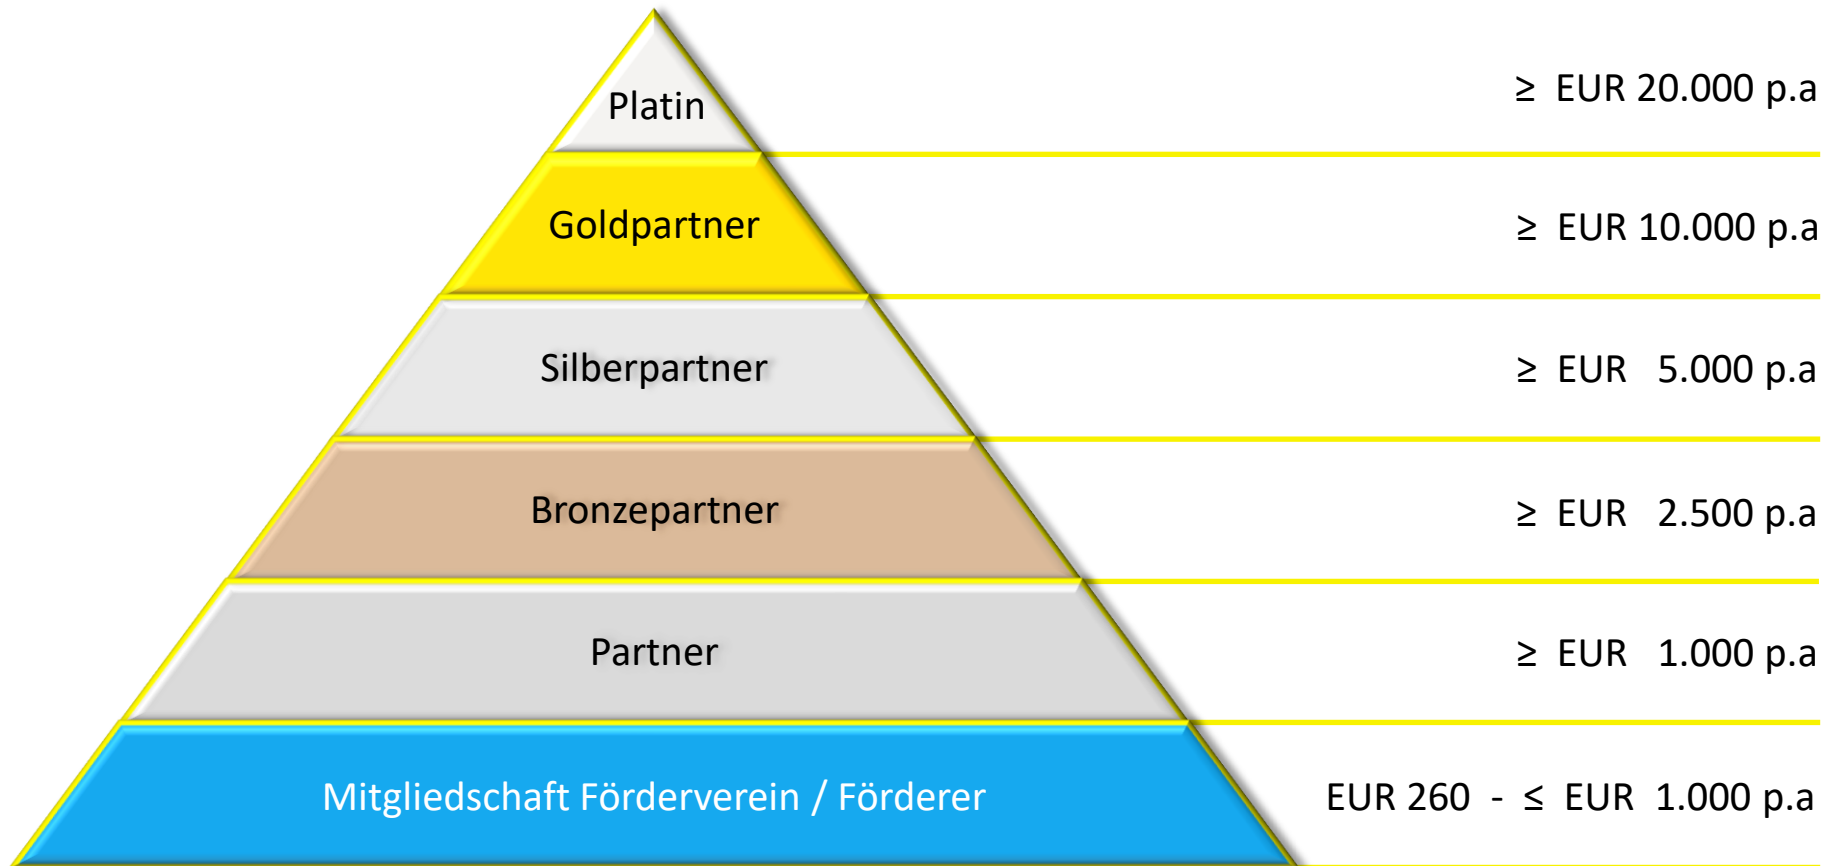 Platin ≥ EUR 20.000 p.a
Goldpartner ≥ EUR 10.000 p.a
Silberpartner ≥ EUR 5.000 p.a
Bronzepartner ≥ EUR 2.500 p.a
Partner ≥ EUR 1.000 p.a
Mitgliedschaft Förderverein / Förderer EUR 260 - ≤ EUR 1.000 p.a